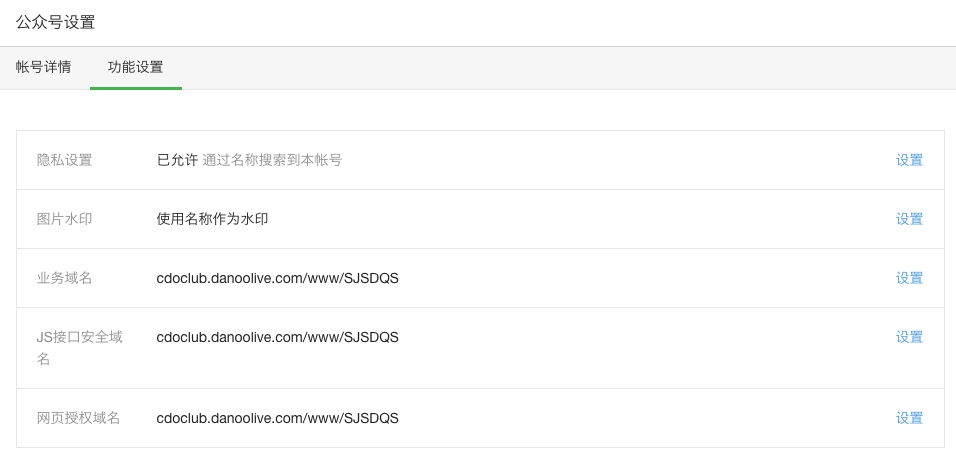 公众号设置
帐号详情 功能设置
隐私设置 已允许 通过名称搜索到本帐号 设置
图片水印 使用名称作为水印 设置
业务域名 cdoclub.danoolive.com/www/SJSDQS 设置
JS接口安全域 cdoclub.danoolive.com/www/SJSDQS 设置
名
网页授权域名 cdoclub.danoolive.com/www/SJSDQS 设置